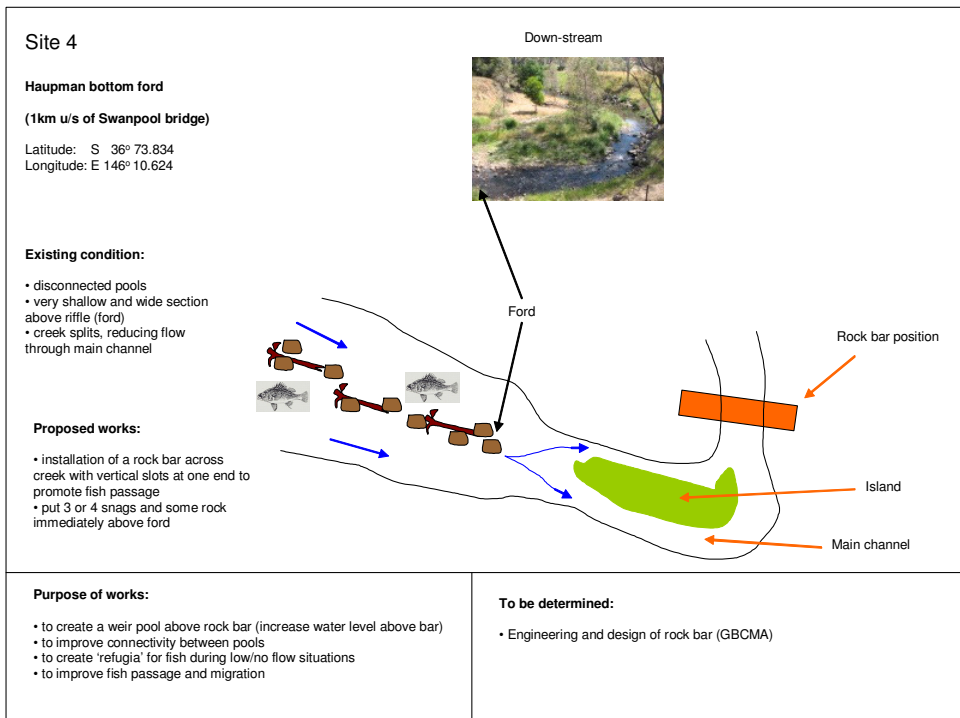 Site 4
Down-stream
Haupman bottom ford
(1km u/s of Swanpool bridge)
Latitude: S 36º 73.834
Longitude: E 146º 10.624
Existing condition:
• disconnected pools
• very shallow and wide section
above riffle (ford)
• creek splits, reducing flow
through main channel
Ford
Rock bar position
Proposed works:
• installation of a rock bar across
creek with vertical slots at one end to
promote fish passage
• put 3 or 4 snags and some rock
immediately above ford
Island
Main channel
Purpose of works:
• to create a weir pool above rock bar (increase water level above bar)
• to improve connectivity between pools
• to create ‘refugia’ for fish during low/no flow situations
• to improve fish passage and migration
To be determined:
• Engineering and design of rock bar (GBCMA)